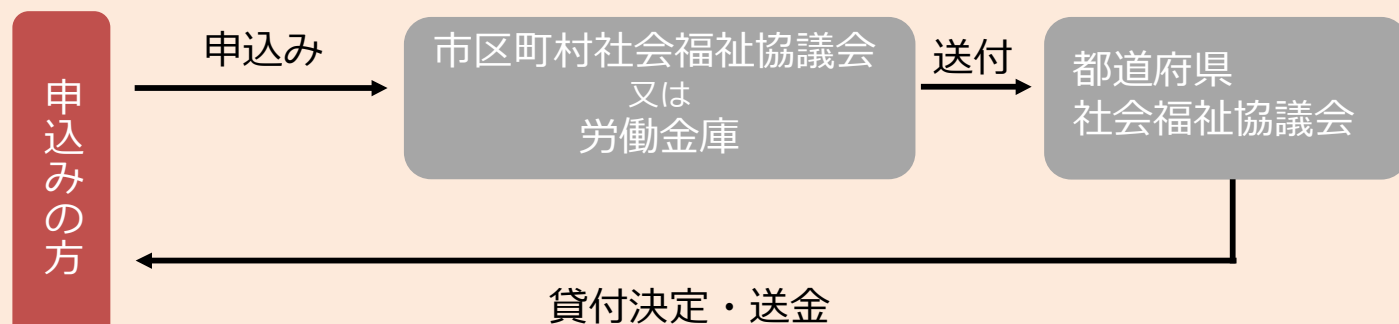 申込みの方
申込み
市区町村社会福祉協議会
又は
労働金庫
送付
都道府県
社会福祉協議会
貸付決定・送金